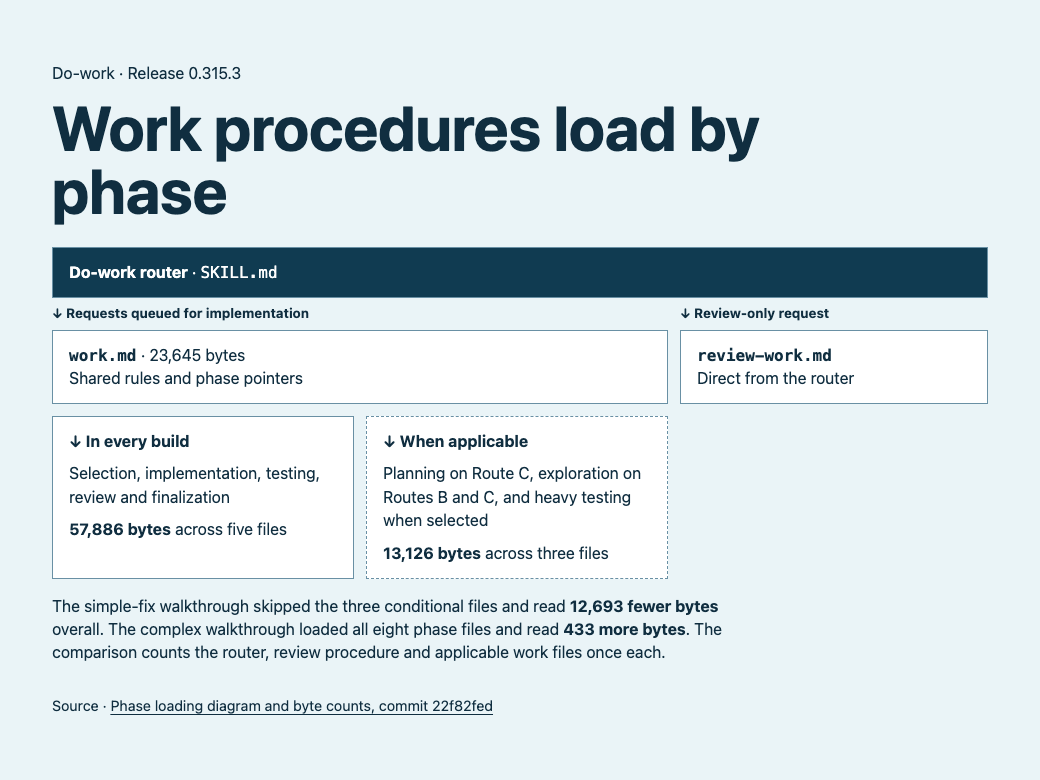 Do-work · Release 0.315.3
Work procedures load by
phase
Do-work router · SKILL.md
↓ Requests queued for implementation
↓ Review-only request
work.md · 23,645 bytes
Shared rules and phase pointers
review-work.md
Direct from the router
↓ In every build
Selection, implementation, testing,
review and finalization
57,886 bytes across five files
↓ When applicable
Planning on Route C, exploration on
Routes B and C, and heavy testing
when selected
13,126 bytes across three files
The simple-fix walkthrough skipped the three conditional files and read 12,693 fewer bytes
overall. The complex walkthrough loaded all eight phase files and read 433 more bytes. The
comparison counts the router, review procedure and applicable work files once each.
Source · Phase loading diagram and byte counts, commit 22f82fed